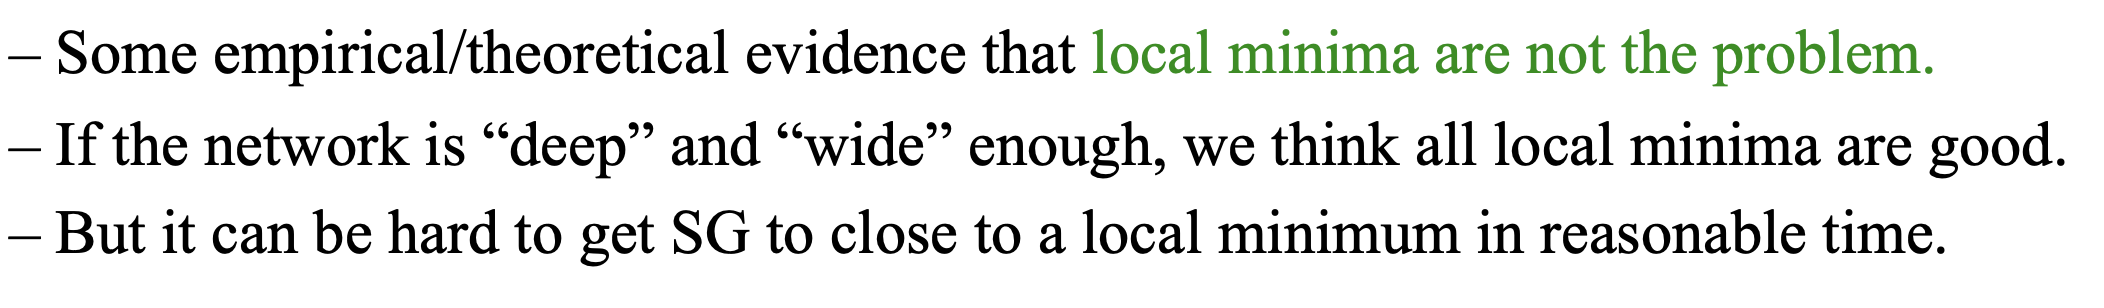 – Some empirical/theoretical evidence that local minima are not the problem.
– If the network is “deep” and “wide” enough, we think all local minima are good.
– But it can be hard to get SG to close to a local minimum in reasonable time.